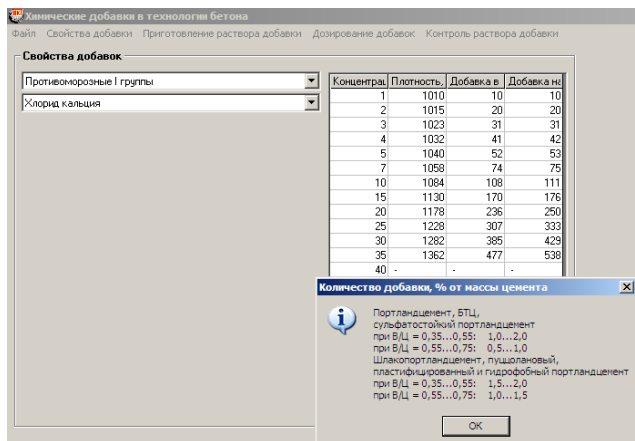 Химические добавки в технологии бетона
Файл Свойства добавки Приготовление раствора добавки Дозирование добавок Контроль раствора добавки
Свойства добавок
Противоморозные I группы
Хлорид кальция
Концентрац Плотность, Добавка в Добавка на
1 1010 10 10
2 1015 20 20
3 1023 31 31
4 1032 41 42
5 1040 52 53
7 1058 74 75
10 1084 108 111
15 1130 170 176
20 1178 236 250
25 1228 307 333
30 1282 385 429
35 1362 477 538
40 - - -
Количество добавки, % от массы цемента
Портландцемент, БТЦ,
сульфатостойкий портландцемент
при В/Ц = 0,35...0,55: 1,0...2,0
при В/Ц = 0,55...0,75: 0,5...1,0
Шлакопортландцемент, пуццолановый,
пластифицированный и гидрофобный портландцемент
при В/Ц = 0,35...0,55: 1,5...2,0
при В/Ц = 0,55...0,75: 1,0...1,5
ОК